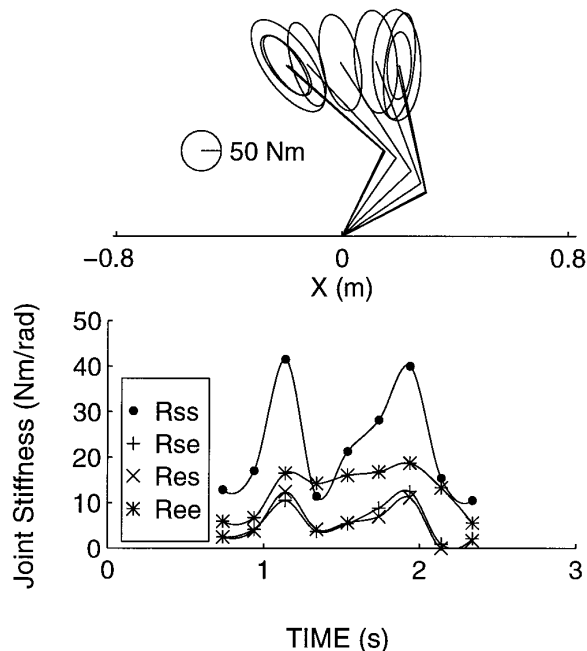 50 Nm
−0.8 0 0.8
X (m)
Joint Stiffness (Nm/rad)
50
40
30
20
10
0
Rss
Rse
Res
Ree
0 1 2 3
TIME (s)